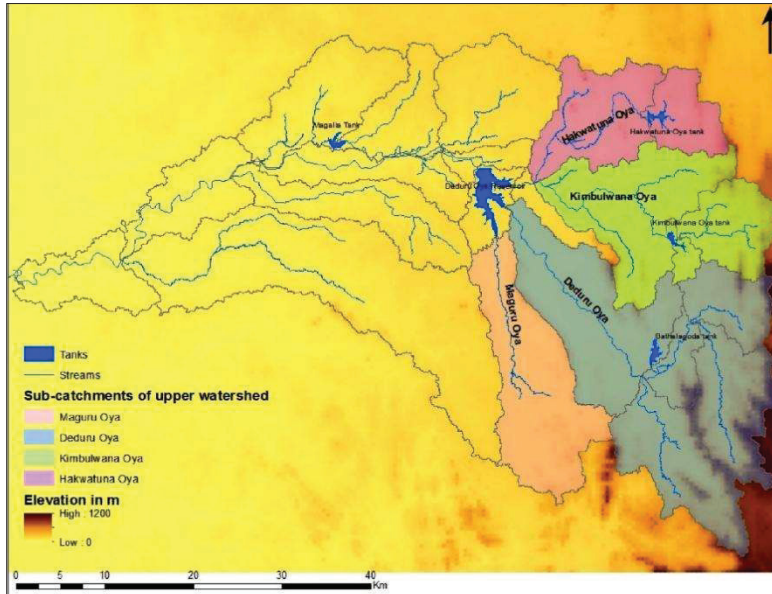 Hakwatuna Oya
Hakwatuna Oya tank
Magalla Tank
Deduru Oya Reservoir
Kimbulwana Oya
Kimbulwana Oya tank
Maguru Oya
Deduru Oya
Bathalagoda tank
Tanks
Streams
Sub-catchments of upper watershed
Maguru Oya
Deduru Oya
Kimbulwana Oya
Hakwatuna Oya
Elevation in m
High : 1200
Low : 0
0 5 10 20 30 40
Km